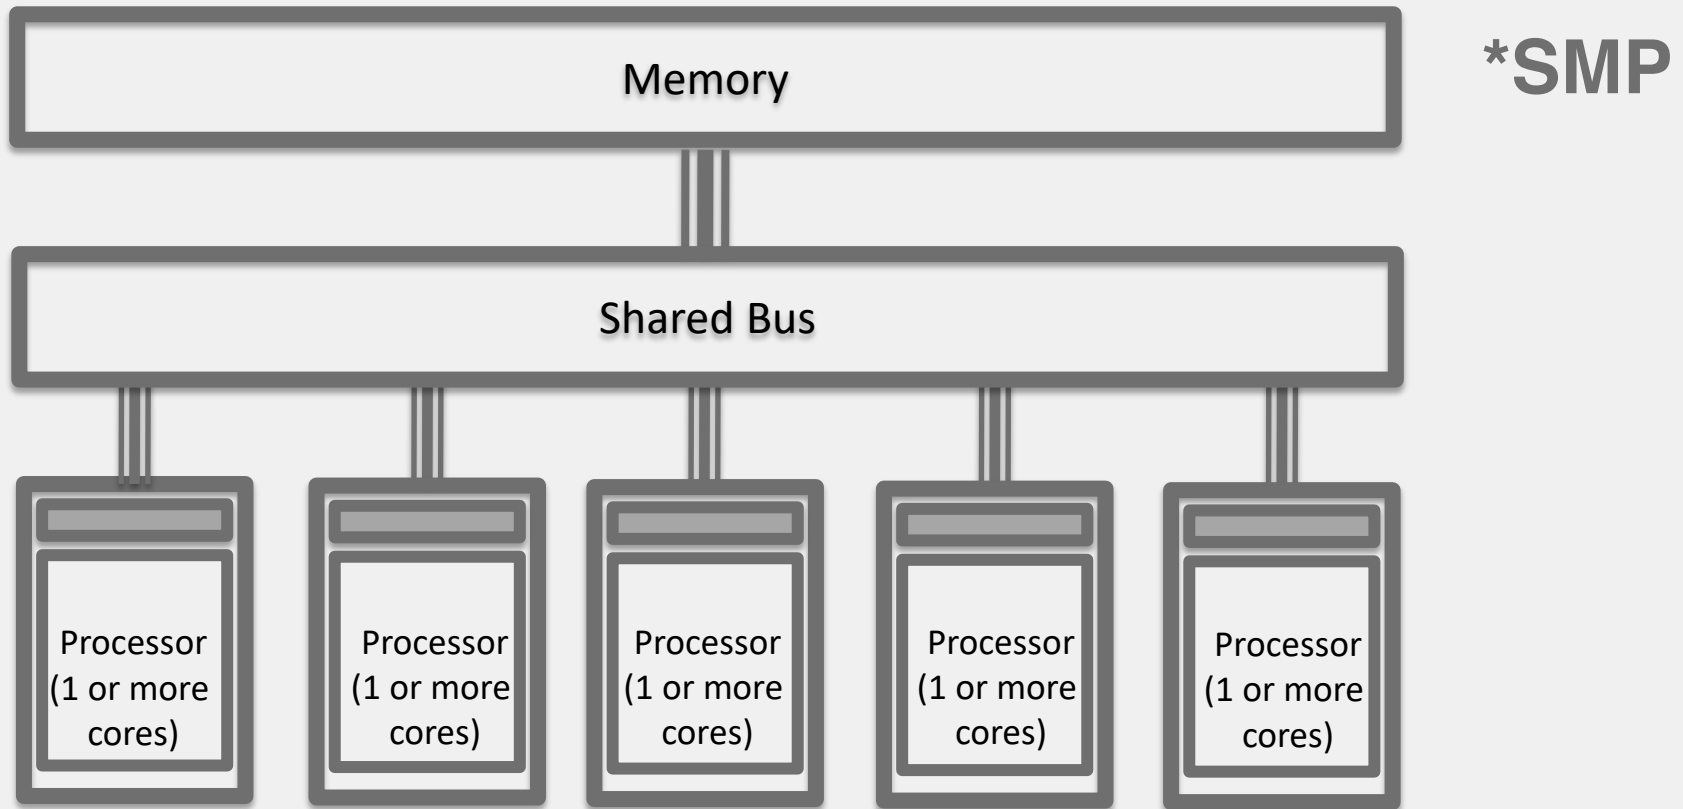 Memory
*SMP
Shared Bus
Processor
(1 or more
cores)
Processor
(1 or more
cores)
Processor
(1 or more
cores)
Processor
(1 or more
cores)
Processor
(1 or more
cores)